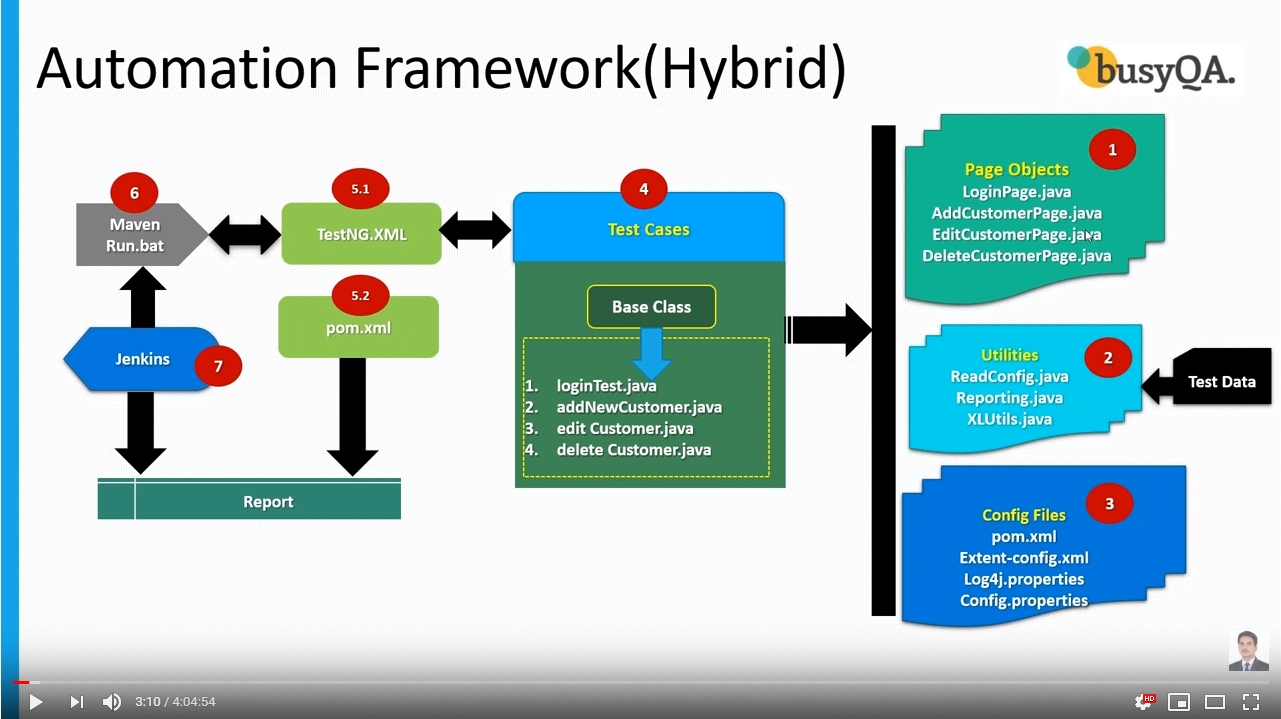 Automation Framework(Hybrid)
busyQA.
6
Maven
Run.bat
5.1
TestNG.XML
5.2
pom.xml
Jenkins
7
Report
4
Test Cases
Base Class
1. loginTest.java
2. addNewCustomer.java
3. edit Customer.java
4. delete Customer.java
1
Page Objects
LoginPage.java
AddCustomerPage.java
EditCustomerPage.java
DeleteCustomerPage.java
2
Utilities
ReadConfig.java
Reporting.java
XLUtils.java
Test Data
3
Config Files
pom.xml
Extent-config.xml
Log4j.properties
Config.properties
3:10 / 4:04:54
HD